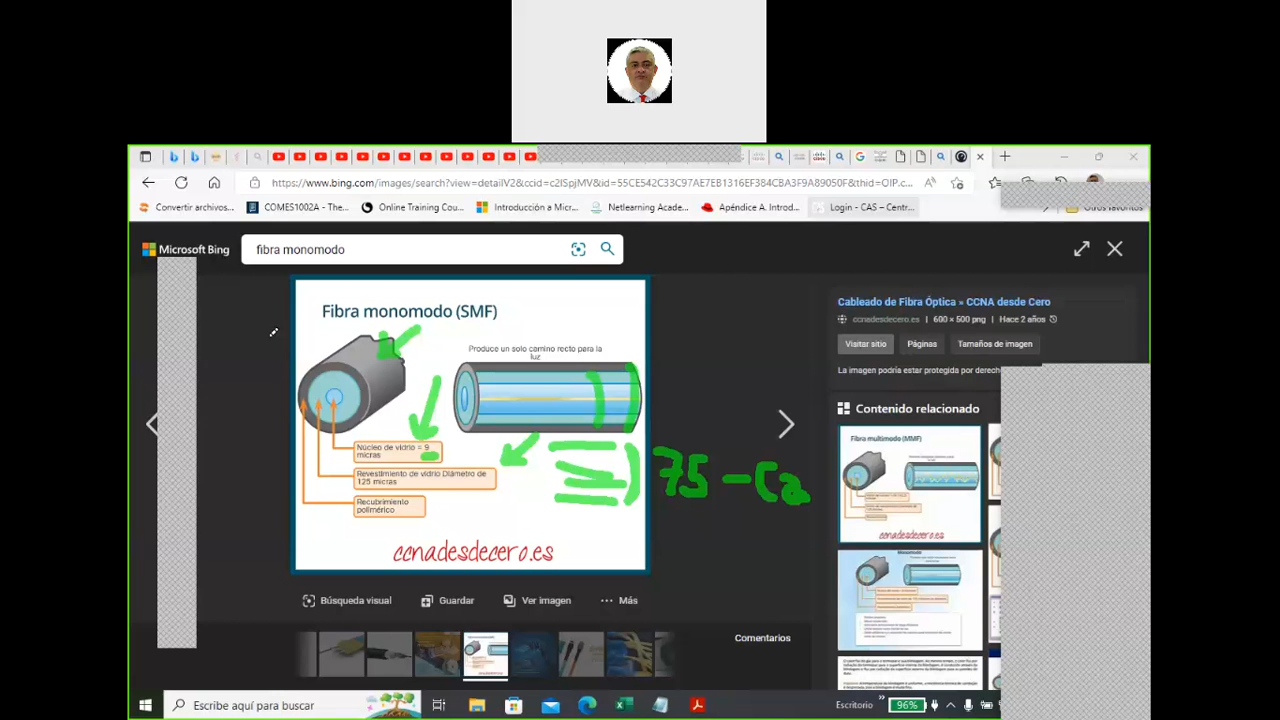 https://www.bing.com/images/search?view=detailV2&ccid=c2ISpjMV&id=55CE542C33C97AE7EB1316EF384CBA3F9A89050F&thid=OIP.c...
Convertir archivos... COMES1002A - The... Online Training Cou... Introducción a Micr... Netlearning Acade... Apéndice A. Introd... Login - CAS – Centr... Otros favoritos
Microsoft Bing
fibra monomodo
Fibra monomodo (SMF)
Produce un solo camino recto para la
luz
Núcleo de vidrio = 9
micras
Revestimiento de vidrio Diámetro de
125 micras
Recubrimiento
polimérico
75 - Ca
ccnadesdecero.es
Búsqueda visual Guardar Ver imagen Más
Comentarios
Cableado de Fibra Óptica » CCNA desde Cero
ccnadesdecero.es | 600 × 500 png | Hace 2 años
Visitar sitio Páginas Tamaños de imagen
La imagen podría estar protegida por derech
Contenido relacionado
Fibra multimodo (MMF)
ccnadesdecero.es
Monomodo
Escribe aquí para buscar
Escritorio
96%